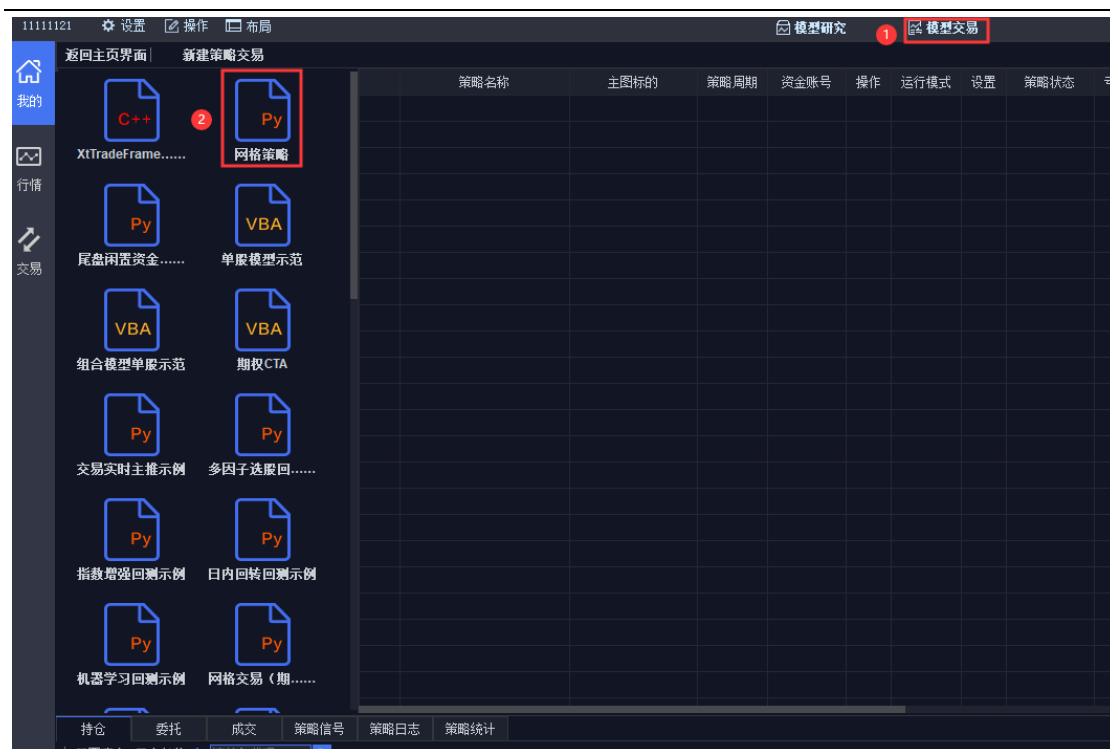 11111121 设置 操作 布局 模型研究 1 模型交易
返回主页界面 新建策略交易
我的
行情
交易
C++
XtTradeFrame......
2
Py
网格策略
Py
尾盘闲置资金......
VBA
单股模型示范
VBA
组合模型单股示范
VBA
期权CTA
Py
交易实时主推示例
Py
多因子选股回......
Py
指数增强回测示例
Py
日内回转回测示例
Py
机器学习回测示例
Py
网格交易（期......
策略名称 主图标的 策略周期 资金账号 操作 运行模式 设置 策略状态
持仓 委托 成交 策略信号 策略日志 策略统计